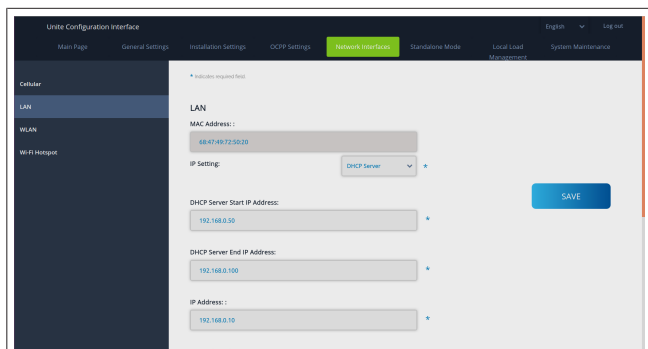 Unite Configuration Interface
English
Log out
Main Page
General Settings
Installation Settings
OCPP Settings
Network Interfaces
Standalone Mode
Local Load
Management
System Maintenance
* Indicates required field
Cellular
LAN
WLAN
Wi-Fi Hotspot
LAN
MAC Address: :
68:47:49:72:50:20
IP Setting:
DHCP Server
*
SAVE
DHCP Server Start IP Address:
192.168.0.50
*
DHCP Server End IP Address:
192.168.0.100
*
IP Address: :
192.168.0.10
*